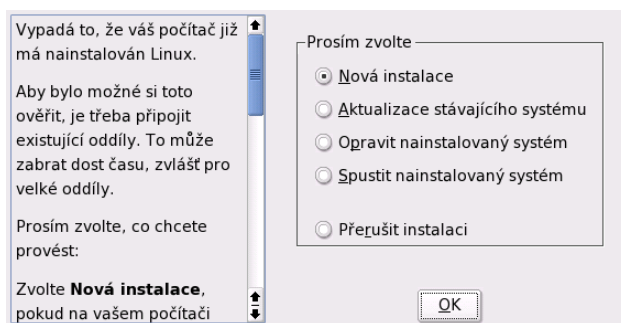 Vypadá to, že váš počítač již
má nainstalován Linux.
Aby bylo možné si toto
ověřit, je třeba připojit
existující oddíly. To může
zabrat dost času, zvlášť pro
velké oddíly.
Prosím zvolte, co chcete
provést:
Zvolte Nová instalace,
pokud na vašem počítači
Prosím zvolte
Nová instalace
Aktualizace stávajícího systému
Opravit nainstalovaný systém
Spustit nainstalovaný systém
Přerušit instalaci
OK